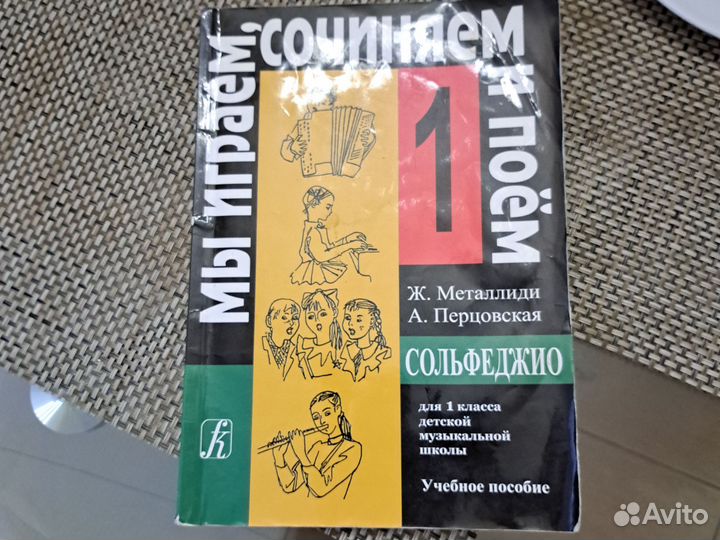 Мы играем, сочиняем и поём
1
Ж. Металлиди
А. Перцовская
СОЛЬФЕДЖИО
для 1 класса
детской
музыкальной
школы
Учебное пособие
Avito